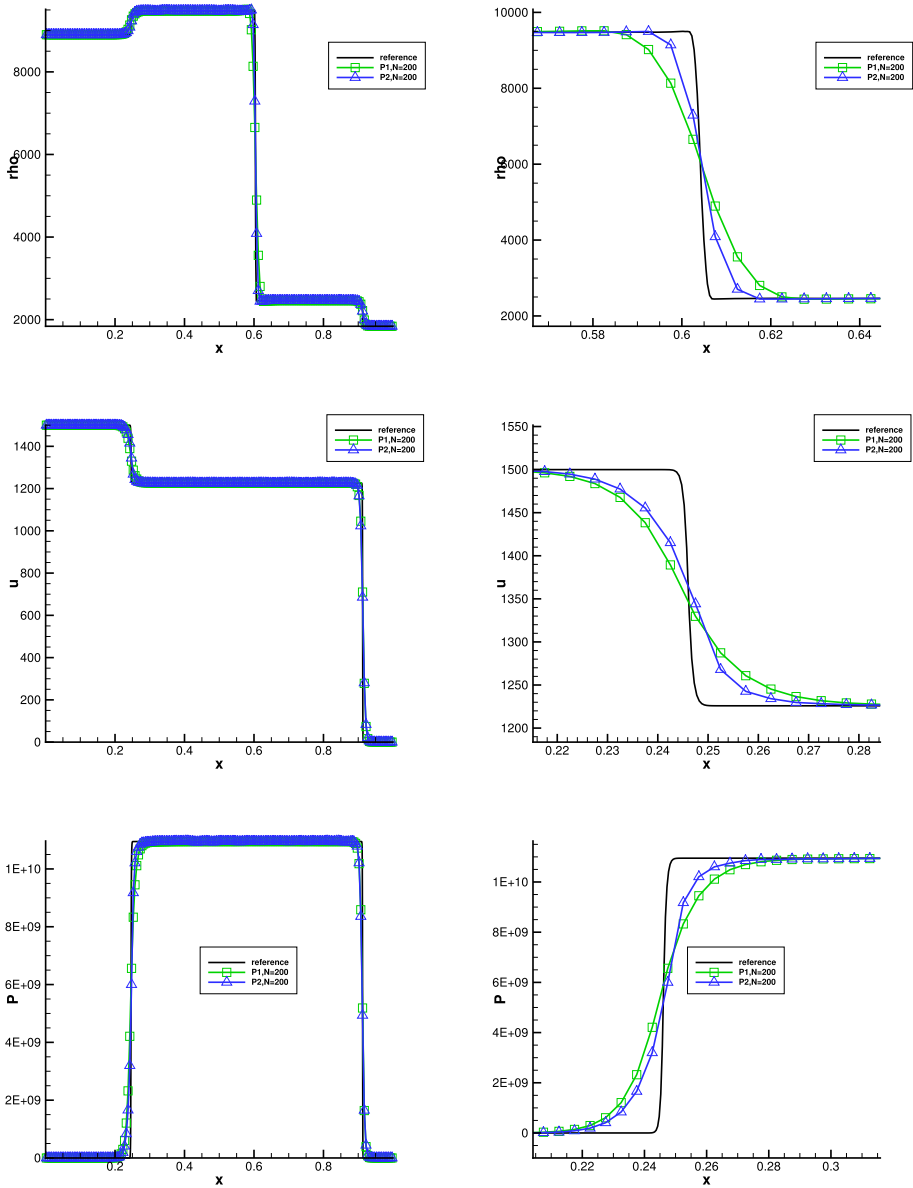 rho
8000
6000
4000
2000
0.2
0.4
0.6
0.8
x
reference
P1,N=200
P2,N=200
rho
10000
8000
6000
4000
2000
0.58
0.6
0.62
0.64
x
reference
P1,N=200
P2,N=200
u
1400
1200
1000
800
600
400
200
0
0.2
0.4
0.6
0.8
x
reference
P1,N=200
P2,N=200
u
1550
1500
1450
1400
1350
1300
1250
1200
0.22
0.23
0.24
0.25
0.26
0.27
0.28
x
reference
P1,N=200
P2,N=200
P
1E+10
8E+09
6E+09
4E+09
2E+09
0
0.2
0.4
0.6
0.8
x
reference
P1,N=200
P2,N=200
P
1E+10
8E+09
6E+09
4E+09
2E+09
0
0.22
0.24
0.26
0.28
0.3
x
reference
P1,N=200
P2,N=200